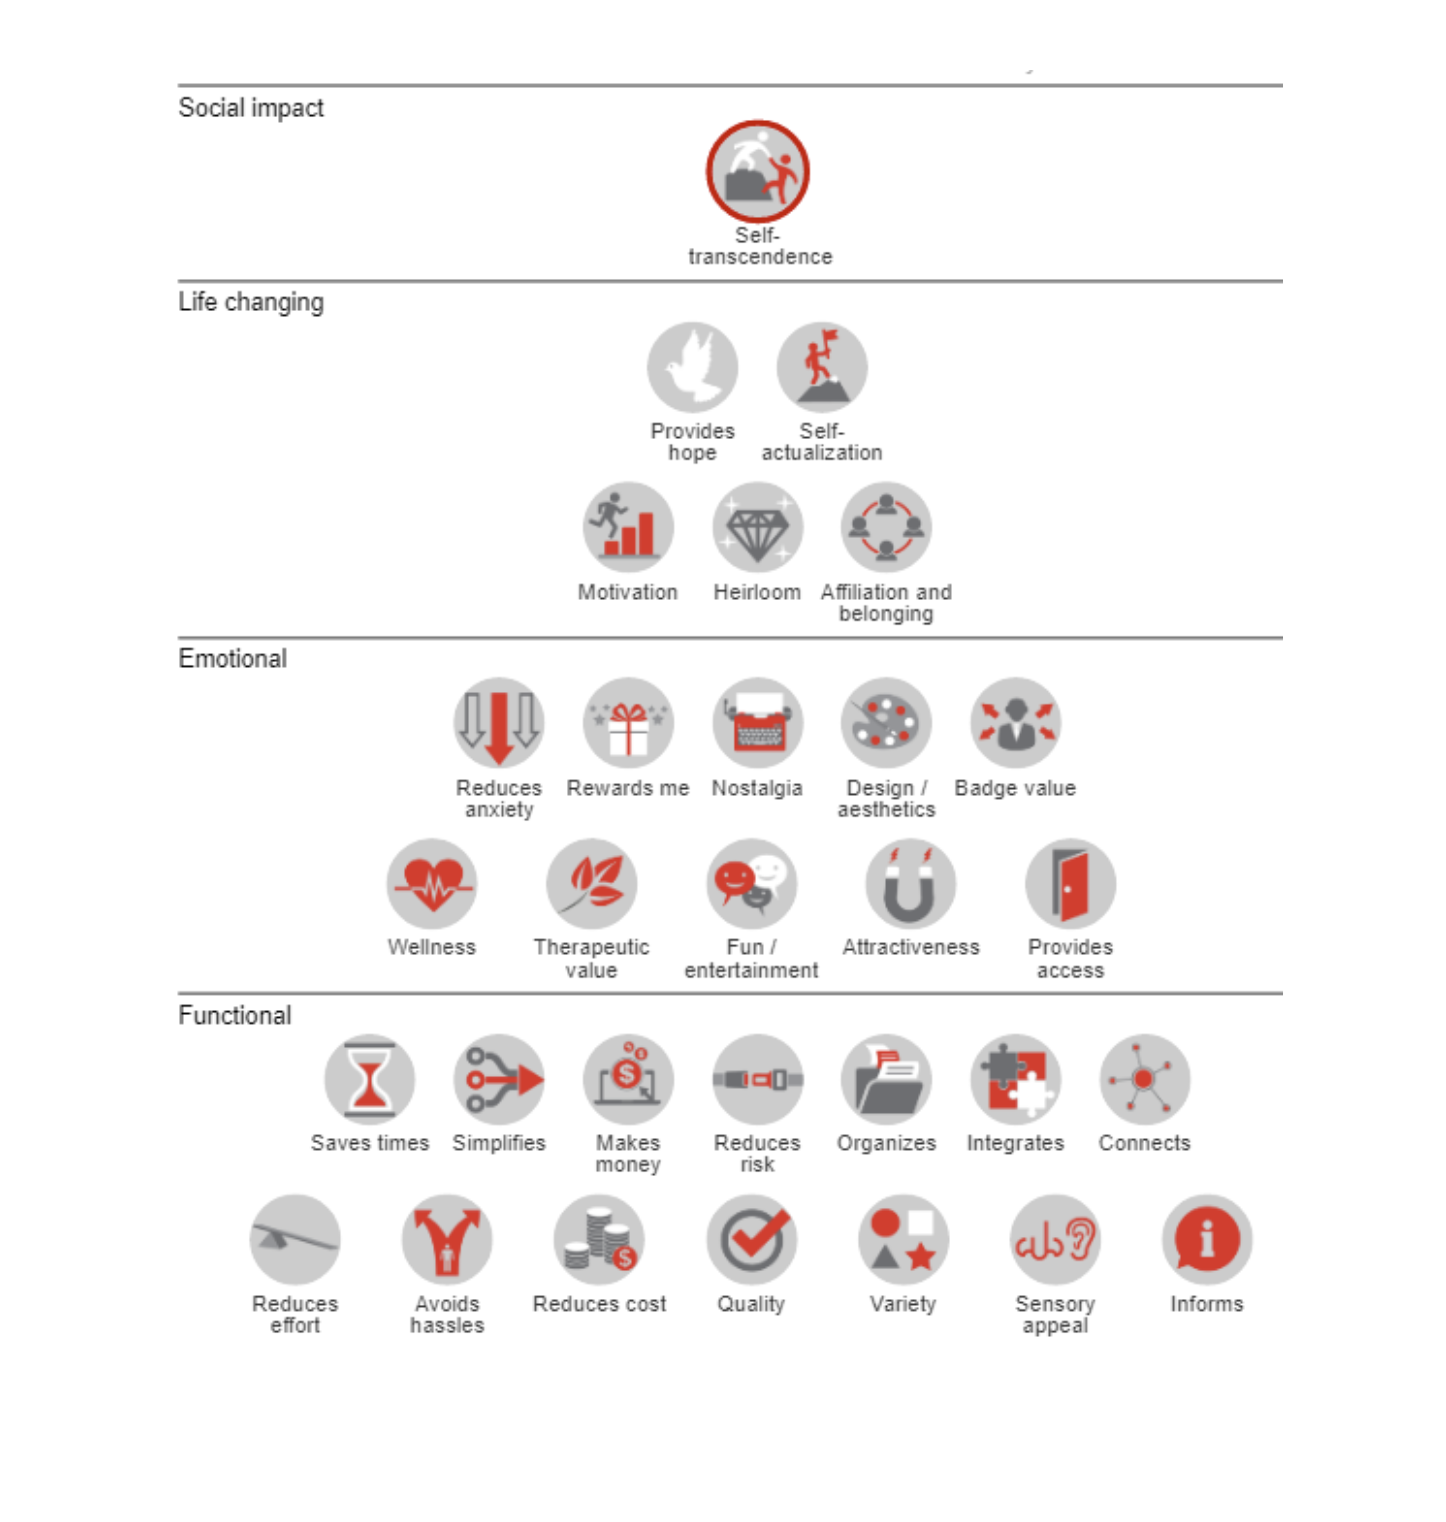 Social impact
Self-
transcendence
Life changing
Provides
hope
Self-
actualization
Motivation
Heirloom
Affiliation and
belonging
Emotional
Reduces
anxiety
Rewards me
Nostalgia
Design /
aesthetics
Badge value
Wellness
Therapeutic
value
Fun /
entertainment
Attractiveness
Provides
access
Functional
Saves times
Simplifies
Makes
money
$
Reduces
risk
Organizes
Integrates
Connects
Reduces
effort
Avoids
hassles
$
Reduces cost
Quality
Variety
Sensory
appeal
i
Informs